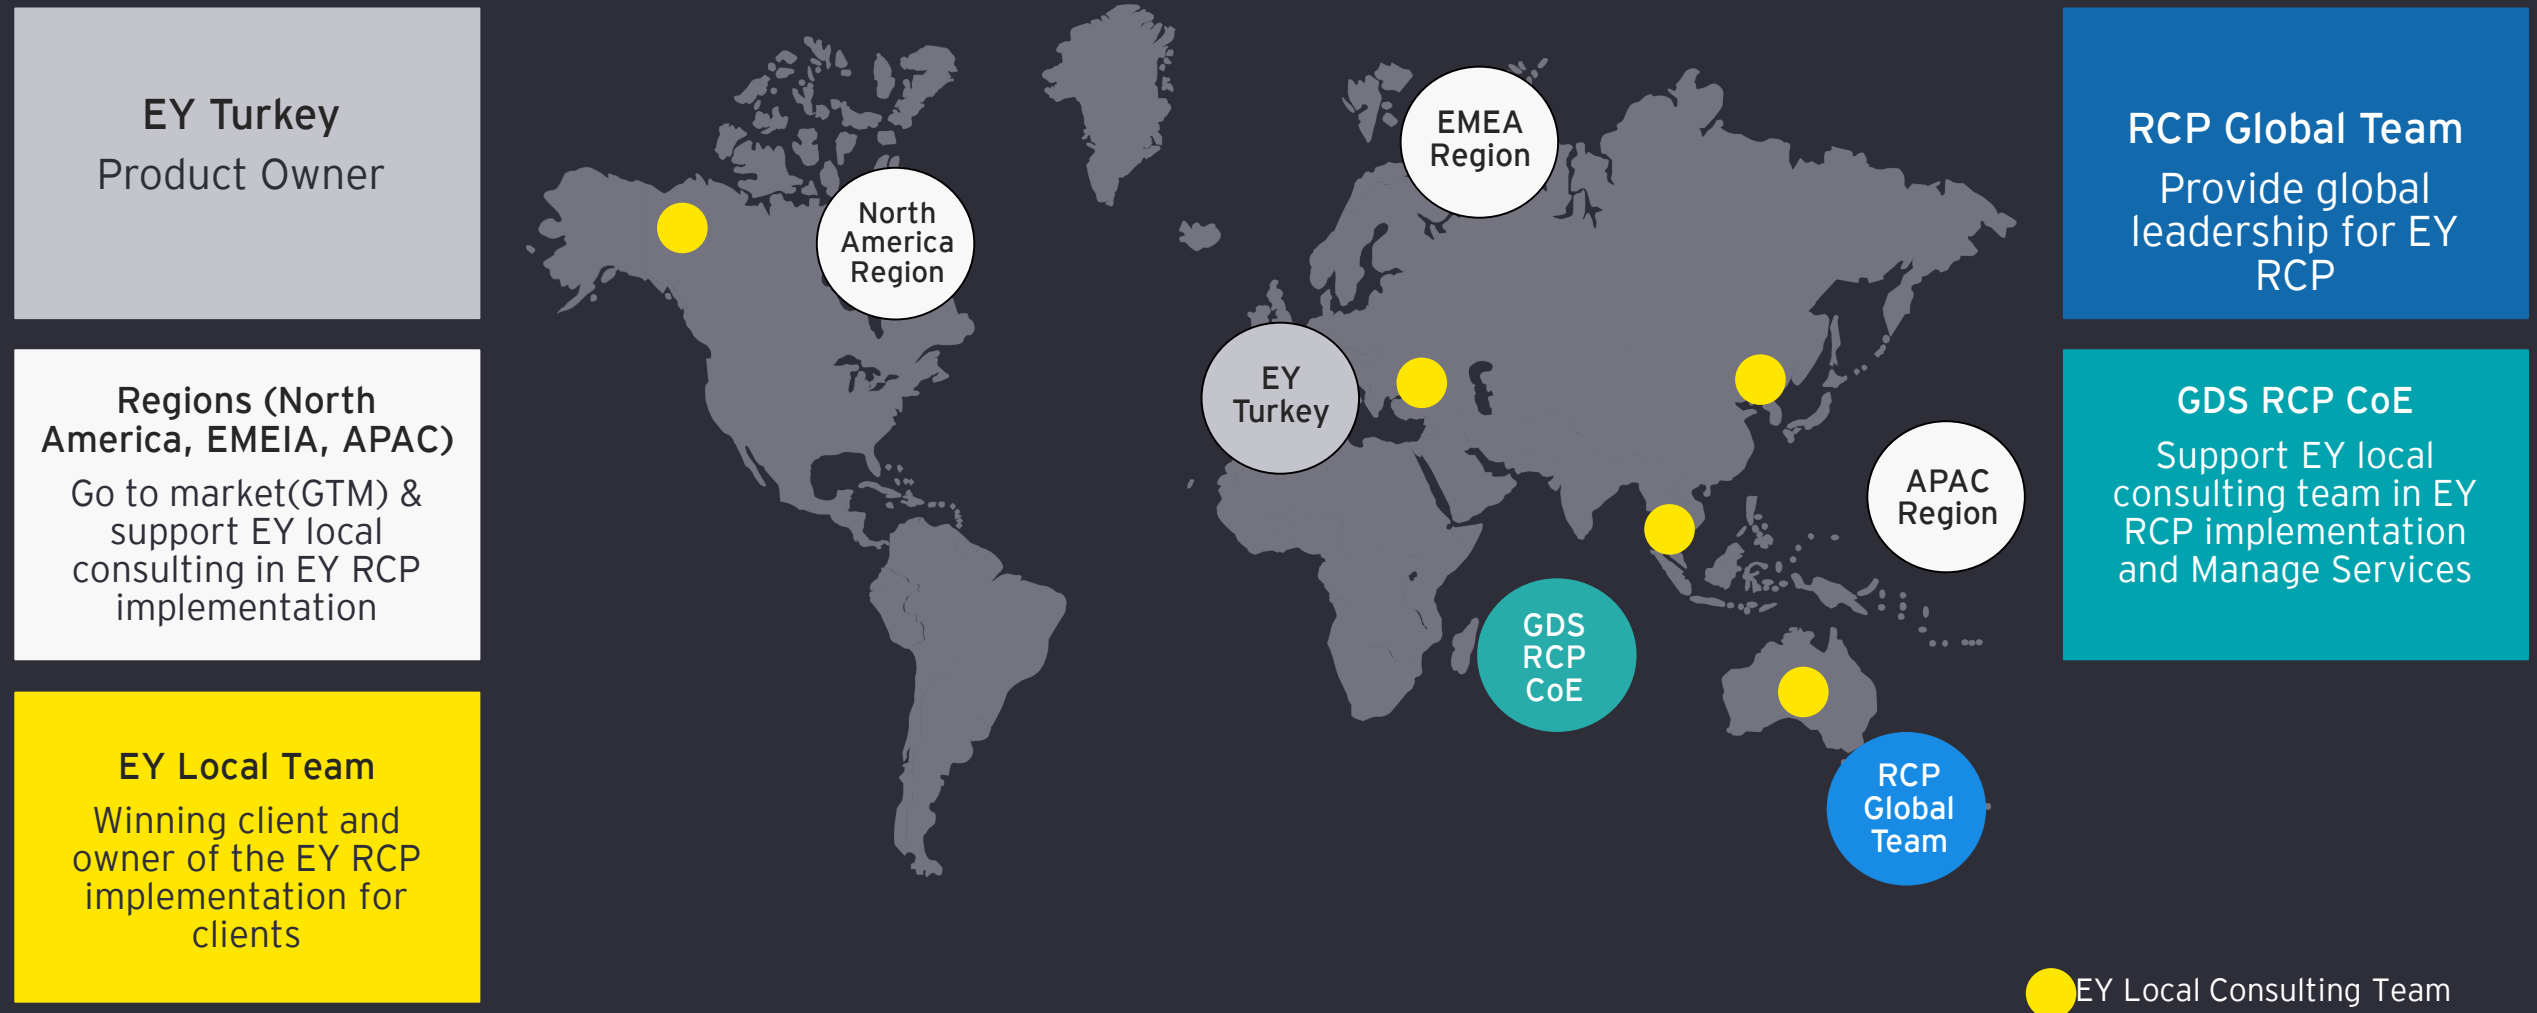 EY Turkey
Product Owner
Regions (North
America, EMEIA, APAC)
Go to market(GTM) &
support EY local
consulting in EY RCP
implementation
EY Local Team
Winning client and
owner of the EY RCP
implementation for
clients
North
America
Region
EMEA
Region
EY
Turkey
APAC
Region
GDS
RCP
CoE
RCP
Global
Team
RCP Global Team
Provide global
leadership for EY
RCP
GDS RCP CoE
Support EY local
consulting team in EY
RCP implementation
and Manage Services
EY Local Consulting Team